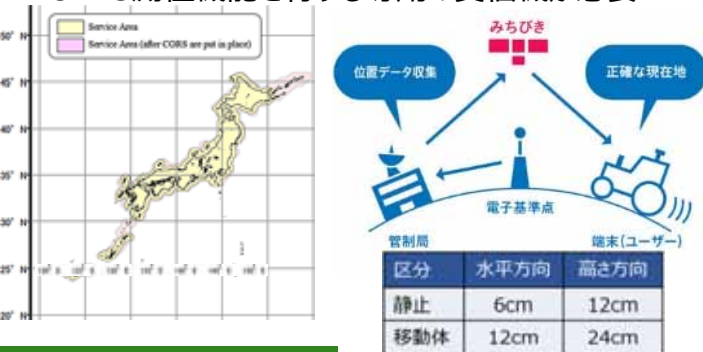 Service Area
Service Area (after CORS are put in place)
45° N
40° N
35° N
30° N
25° N
20° N
みちびき
位置データ収集
正確な現在地
電子基準点
管制局
端末(ユーザー)
区分 水平方向 高さ方向
静止 6cm 12cm
移動体 12cm 24cm